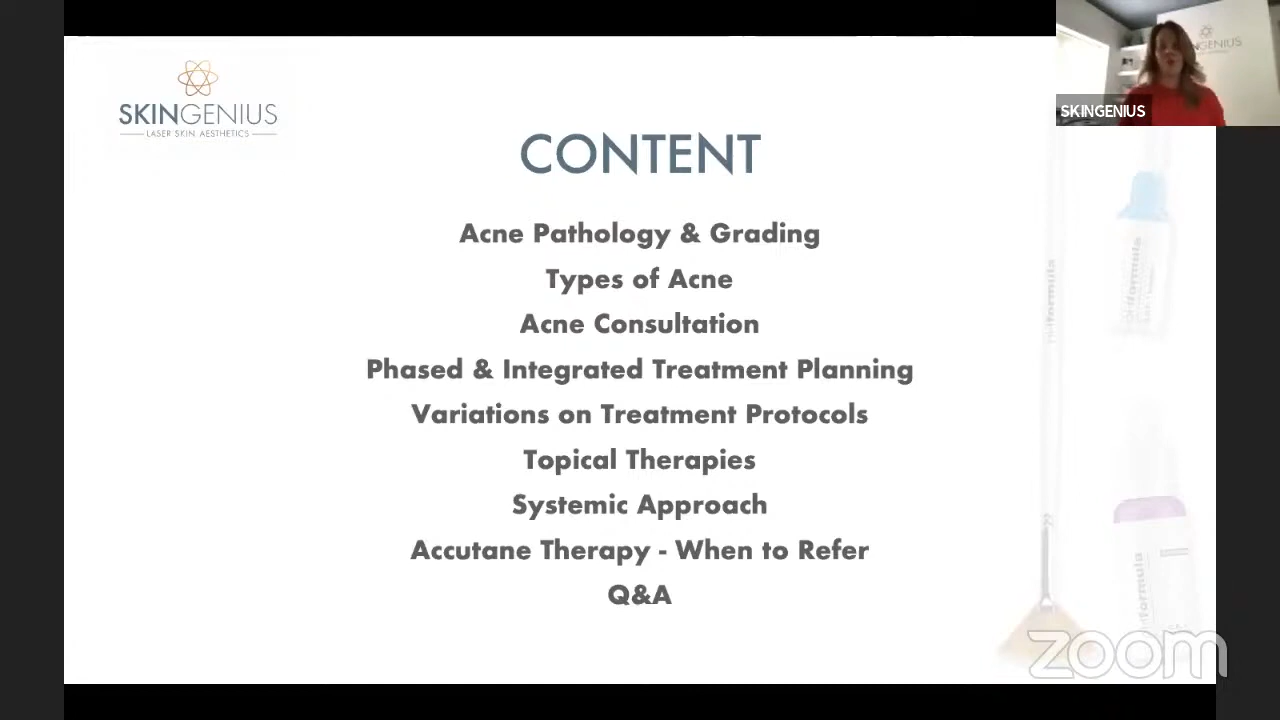 SKINGENIUS
LASER SKIN AESTHETICS
SKINGENIUS
CONTENT
Acne Pathology & Grading
Types of Acne
Acne Consultation
Phased & Integrated Treatment Planning
Variations on Treatment Protocols
Topical Therapies
Systemic Approach
Accutane Therapy - When to Refer
Q&A
zoom